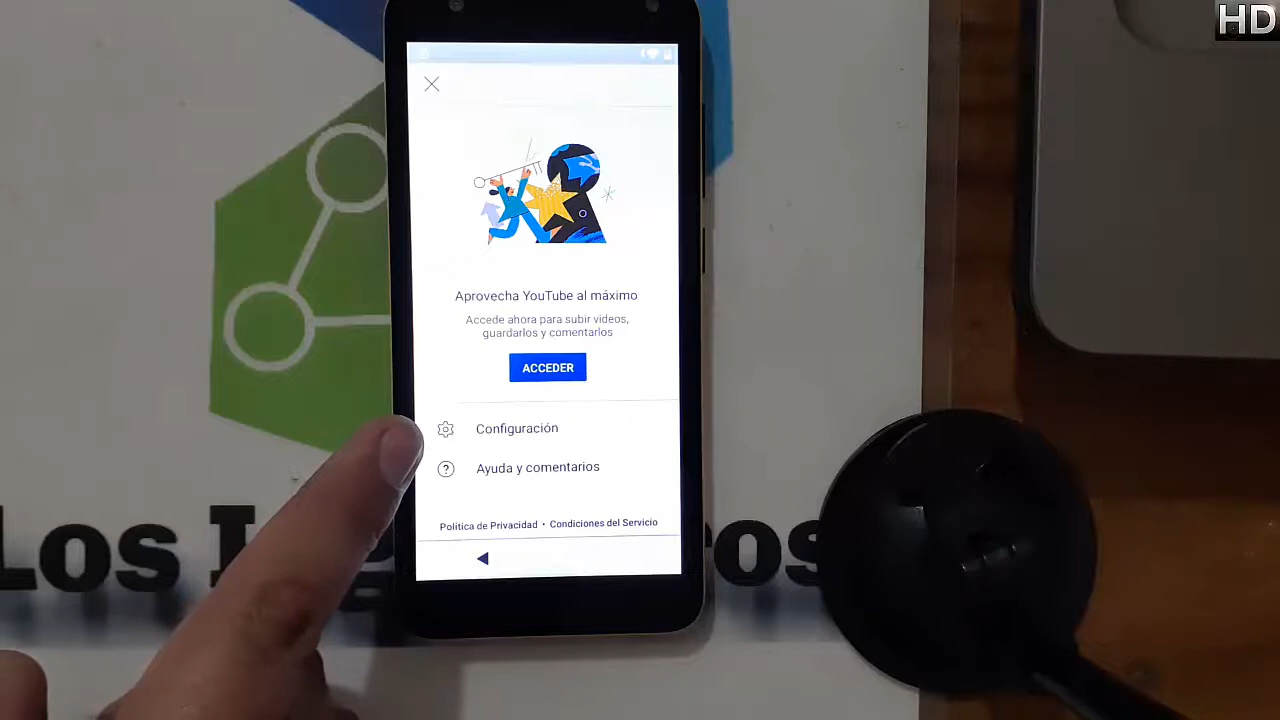 HD
Aprovecha YouTube al máximo
Accede ahora para subir videos,
guardarlos y comentarlos
ACCEDER
Configuración
Ayuda y comentarios
Política de Privacidad • Condiciones del Servicio
Los